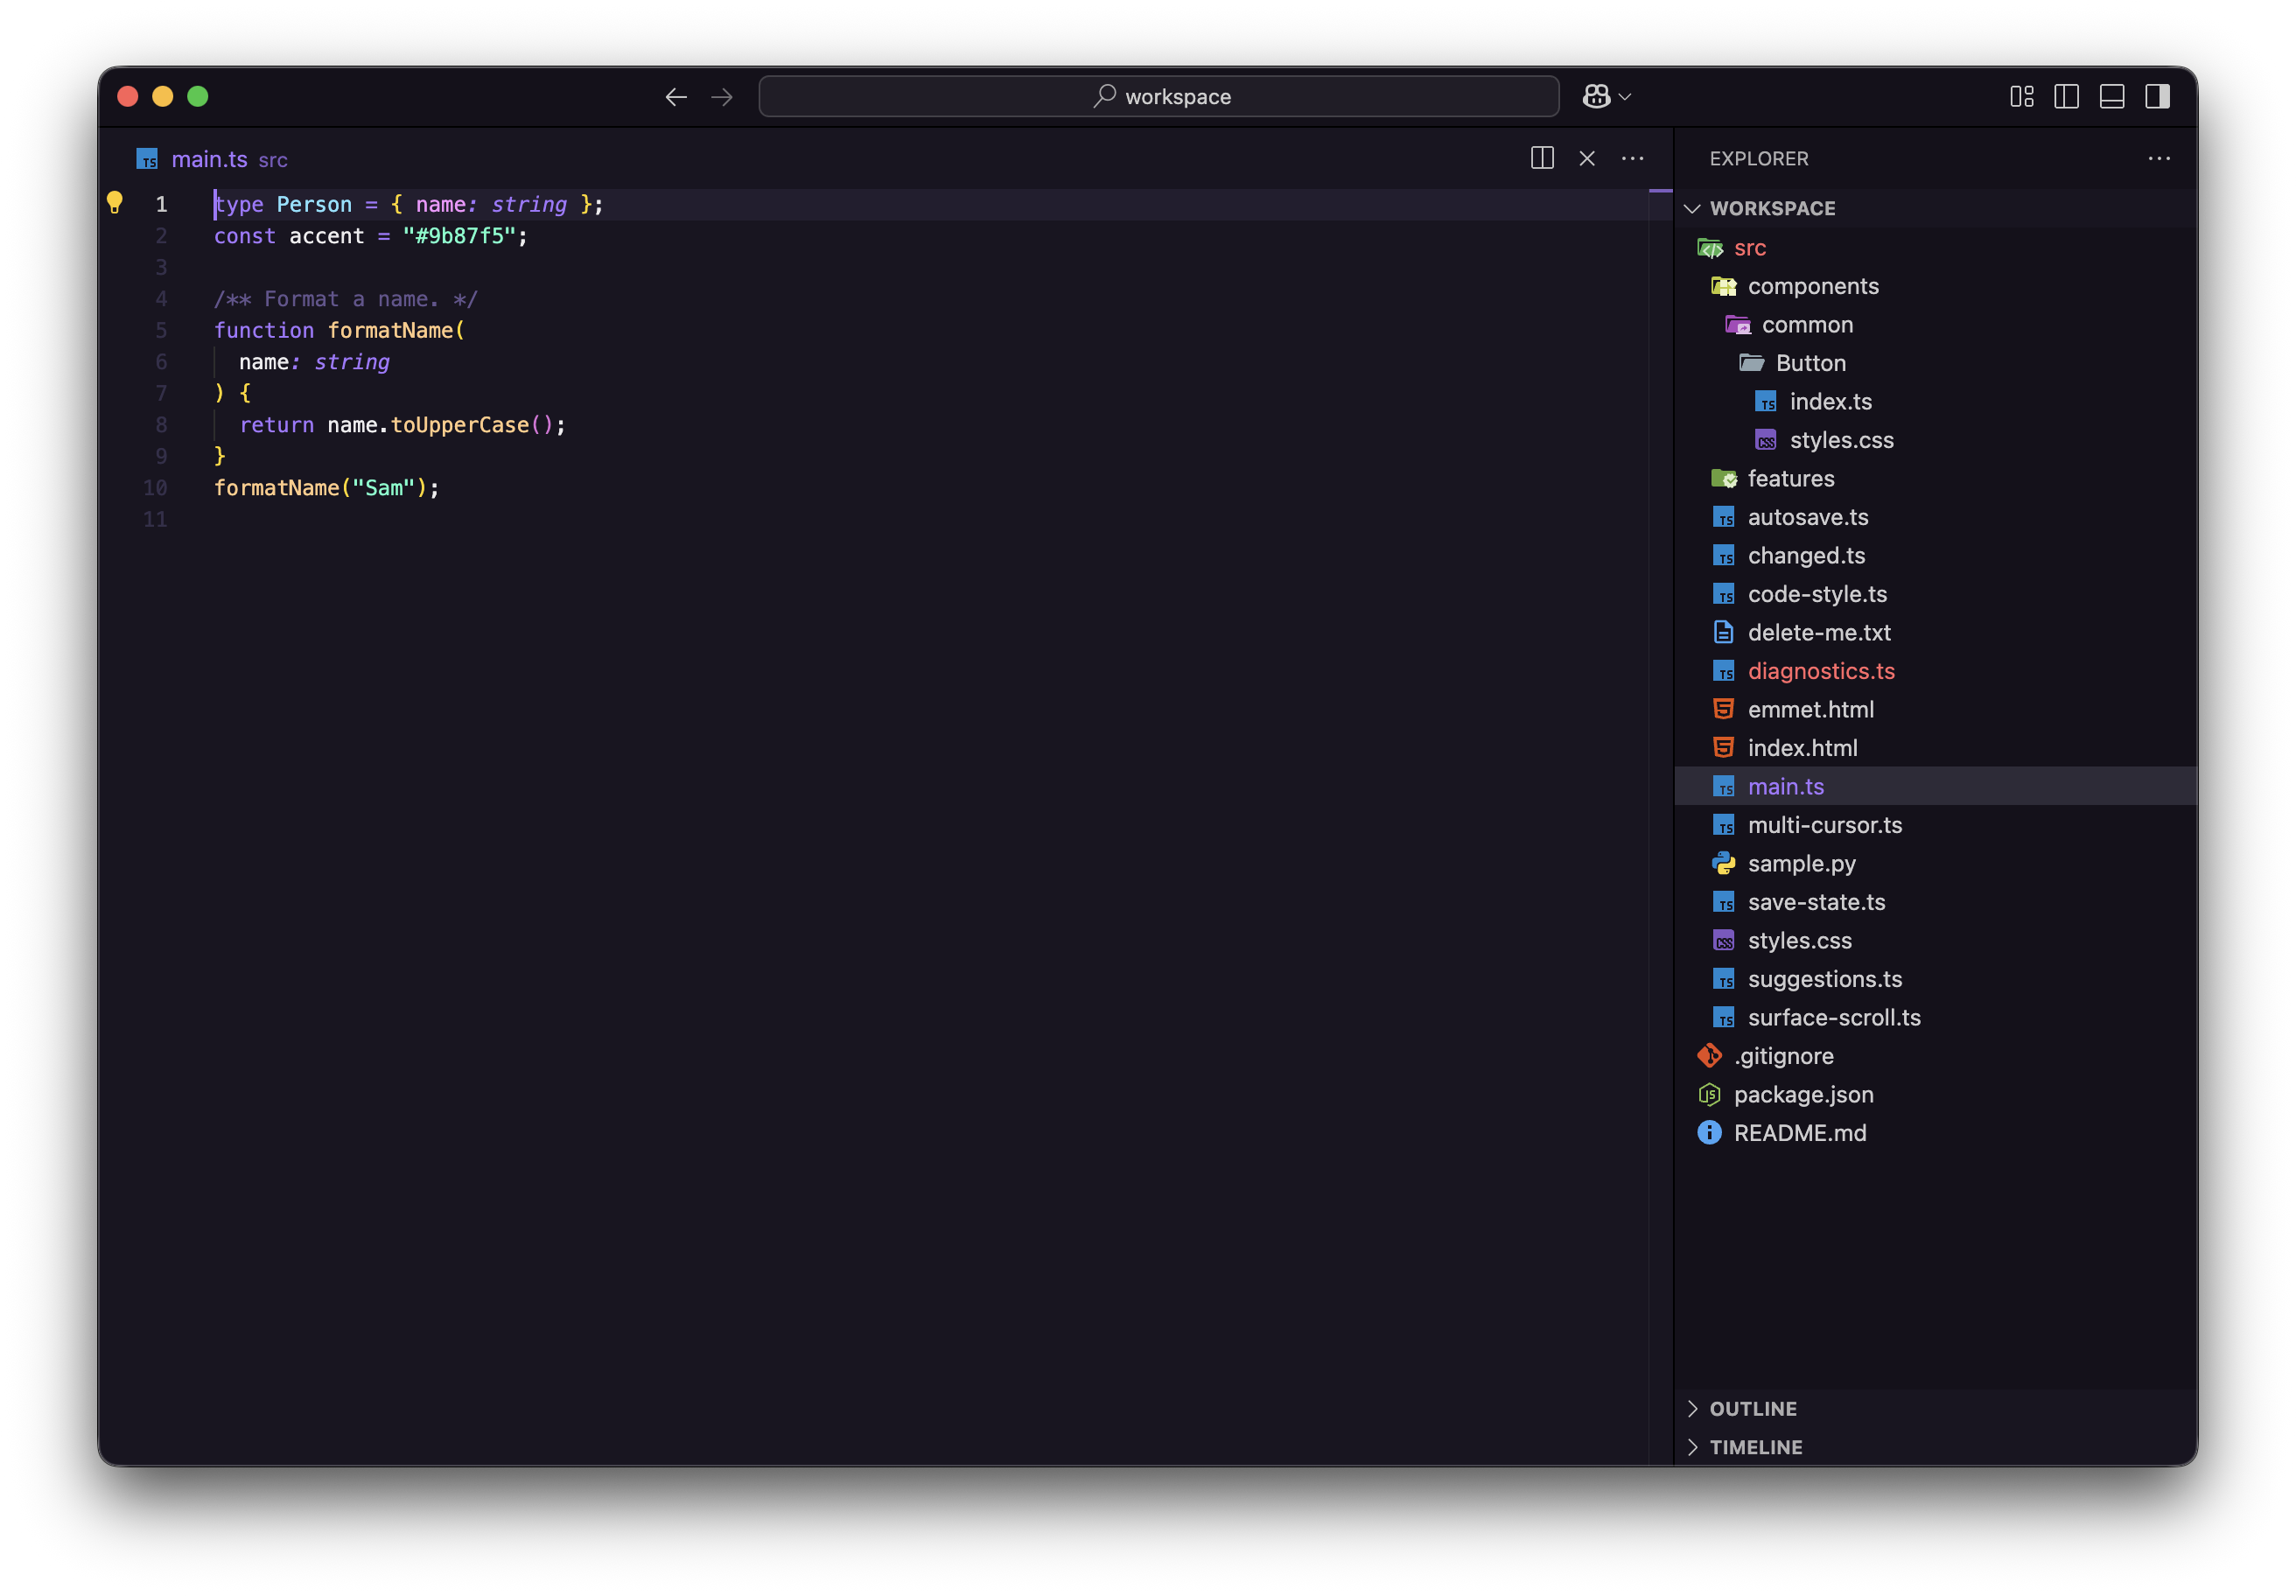 workspace
main.ts src
1 type Person = { name: string };
2 const accent = "#9b87f5";
3
4 /** Format a name. */
5 function formatName(
6 name: string
7 ) {
8 return name.toUpperCase();
9 }
10 formatName("Sam");
11
EXPLORER
WORKSPACE
src
components
common
Button
index.ts
styles.css
features
autosave.ts
changed.ts
code-style.ts
delete-me.txt
diagnostics.ts
emmet.html
index.html
main.ts
multi-cursor.ts
sample.py
save-state.ts
styles.css
suggestions.ts
surface-scroll.ts
.gitignore
package.json
README.md
OUTLINE
TIMELINE